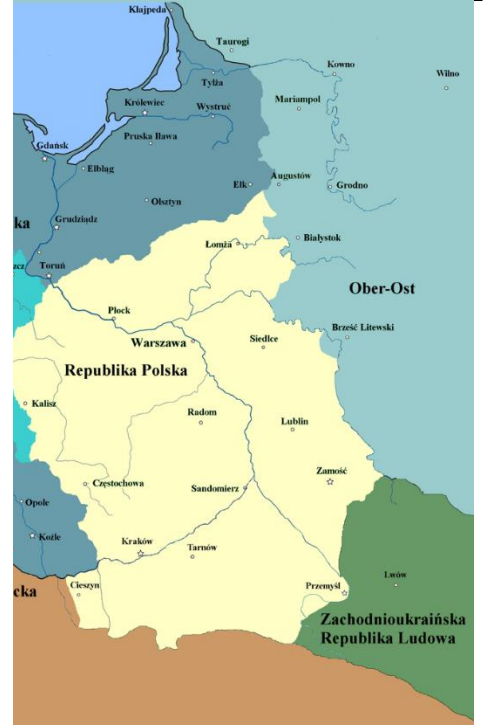 Kłajpeda
Taurogi
Kowno
Tylża
Wilno
Królewiec
Wystruć
Mariampol
Pruska Iława
Gdańsk
Elbląg
Ełk
Augustów
Grodno
Olsztyn
Grudziądz
ka
Białystok
Łomża
zcz
Toruń
Ober-Ost
Płock
Brześć Litewski
Warszawa
Siedlce
Republika Polska
Kalisz
Radom
Lublin
Zamość
Częstochowa
Sandomierz
Opole
Koźle
Kraków
Tarnów
Cieszyn
Przemyśl
Lwów
cka
Zachodnioukraińska
Republika Ludowa